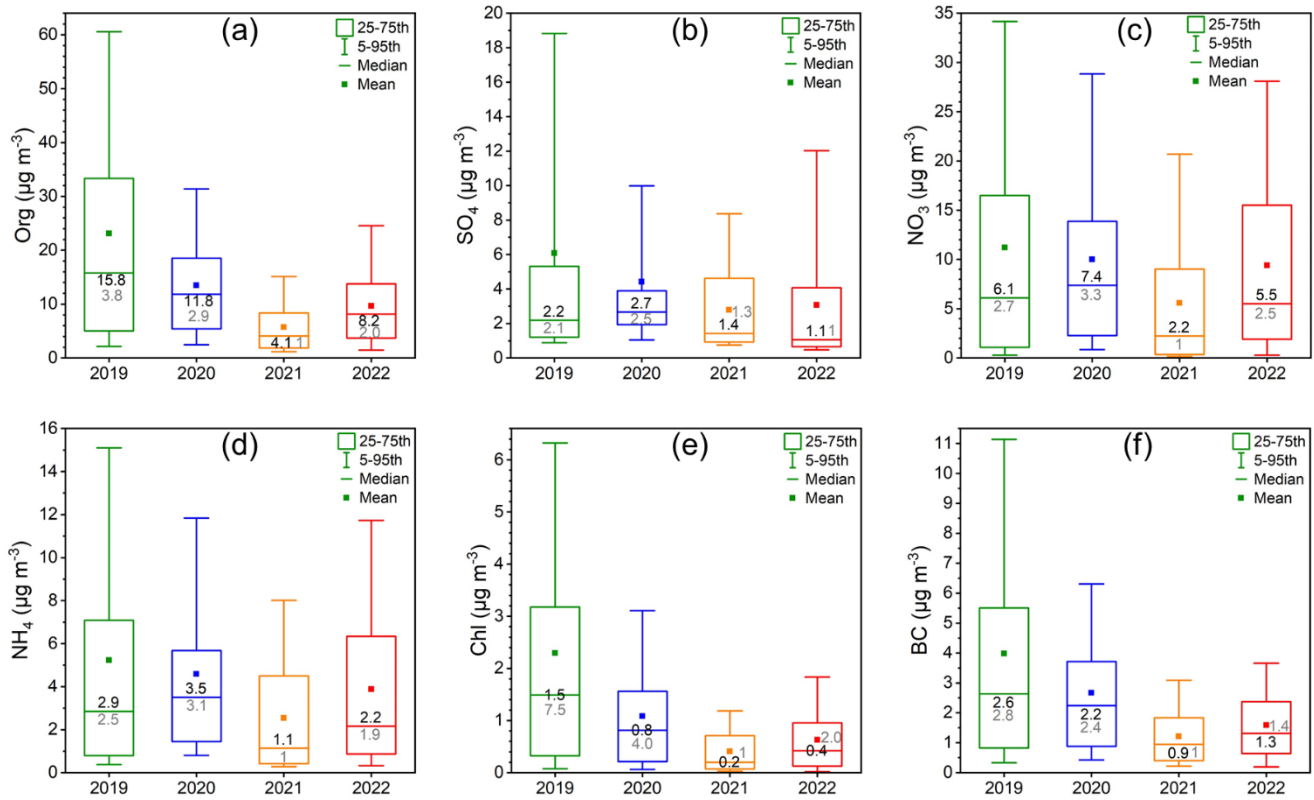 (a)
25-75th
5-95th
Median
Mean
Org (µg m⁻³)
60
50
40
30
20
10
0
15.8
3.8
11.8
2.9
4.1 1
8.2
2.0
2019 2020 2021 2022
(b)
25-75th
5-95th
Median
Mean
SO₄ (µg m⁻³)
20
18
16
14
12
10
8
6
4
2
0
2.2
2.1
2.7
2.5
1.3
1.4
1.1 1
2019 2020 2021 2022
(c)
25-75th
5-95th
Median
Mean
NO₃ (µg m⁻³)
35
30
25
20
15
10
5
0
6.1
2.7
7.4
3.3
2.2
1
5.5
2.5
2019 2020 2021 2022
(d)
25-75th
5-95th
Median
Mean
NH₄ (µg m⁻³)
16
14
12
10
8
6
4
2
0
2.9
2.5
3.5
3.1
1.1
1
2.2
1.9
2019 2020 2021 2022
(e)
25-75th
5-95th
Median
Mean
Chl (µg m⁻³)
6
5
4
3
2
1
0
1.5
7.5
0.8
4.0
1
0.2
2.0
0.4
2019 2020 2021 2022
(f)
25-75th
5-95th
Median
Mean
BC (µg m⁻³)
11
10
9
8
7
6
5
4
3
2
1
0
2.6
2.8
2.2
2.4
0.9 1
1.4
1.3
2019 2020 2021 2022